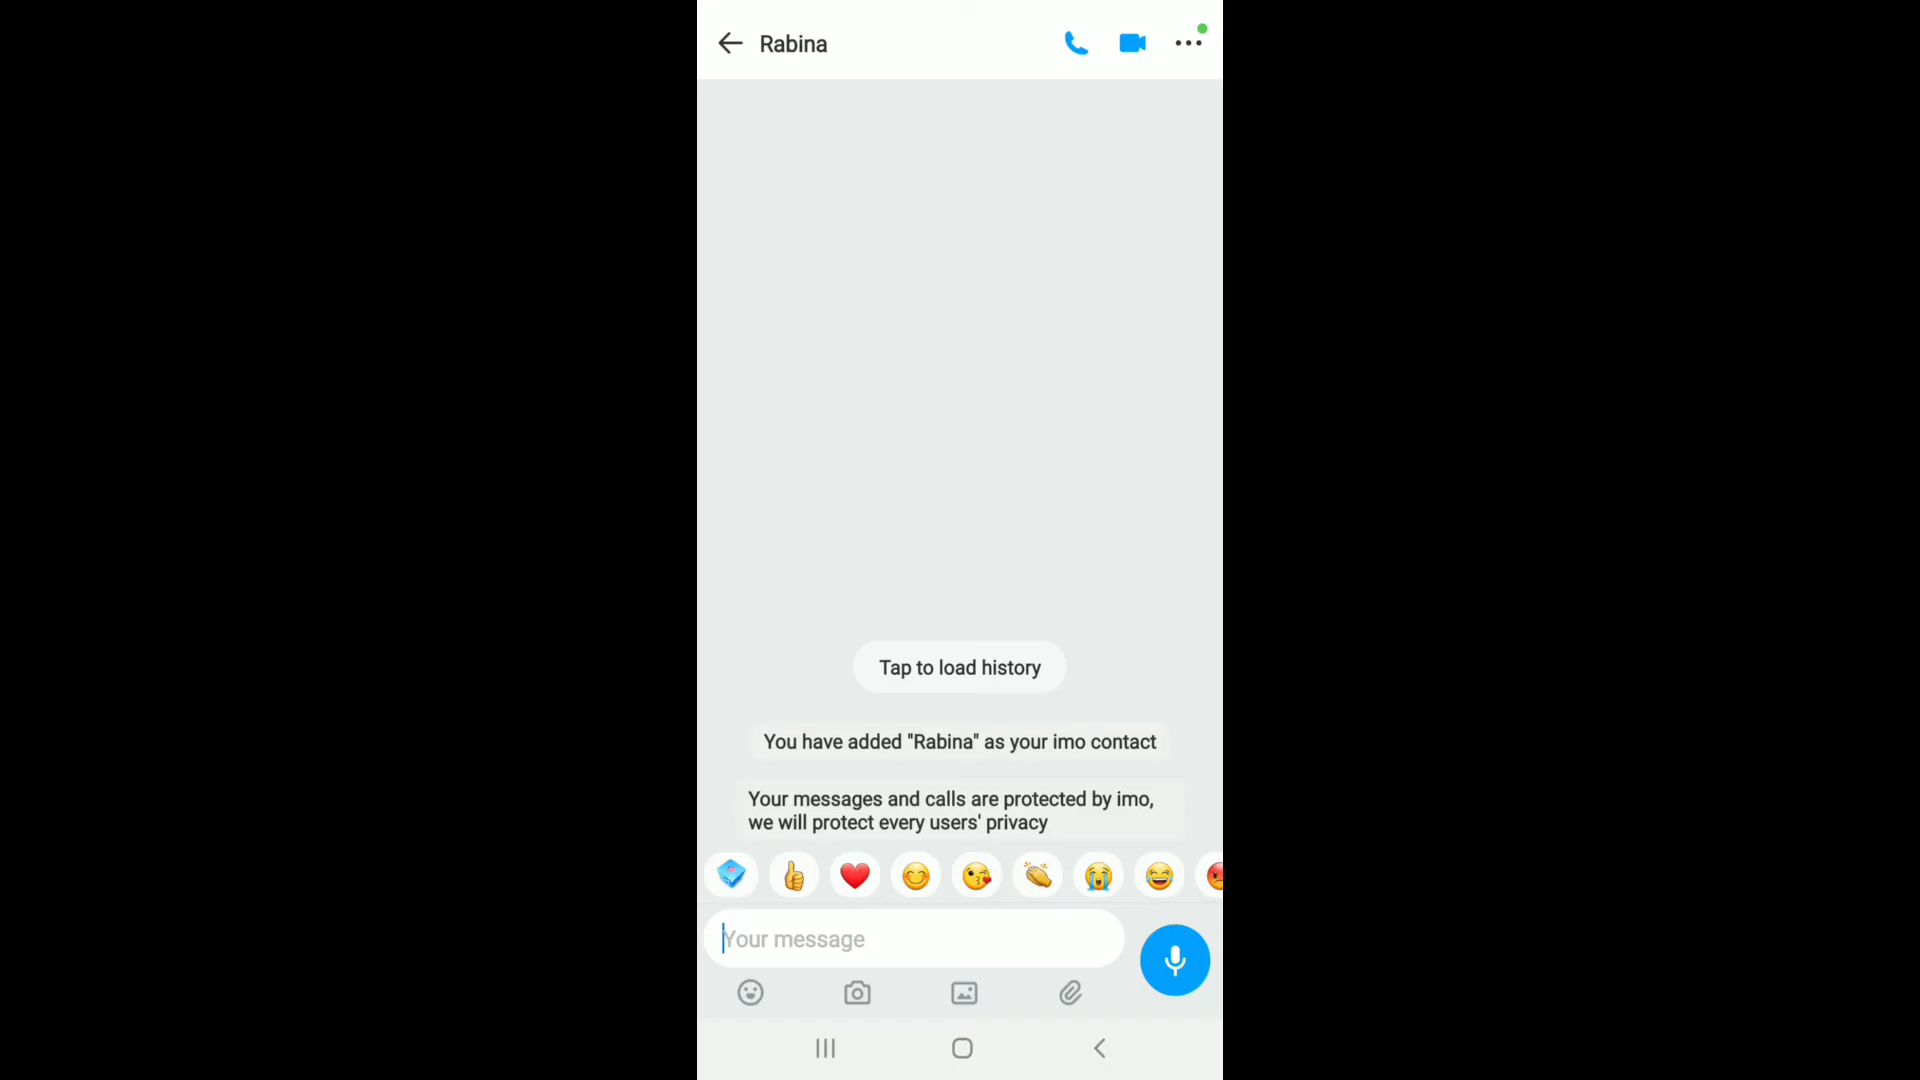 Rabina
Tap to load history
You have added "Rabina" as your imo contact
Your messages and calls are protected by imo,
we will protect every users' privacy
Your message